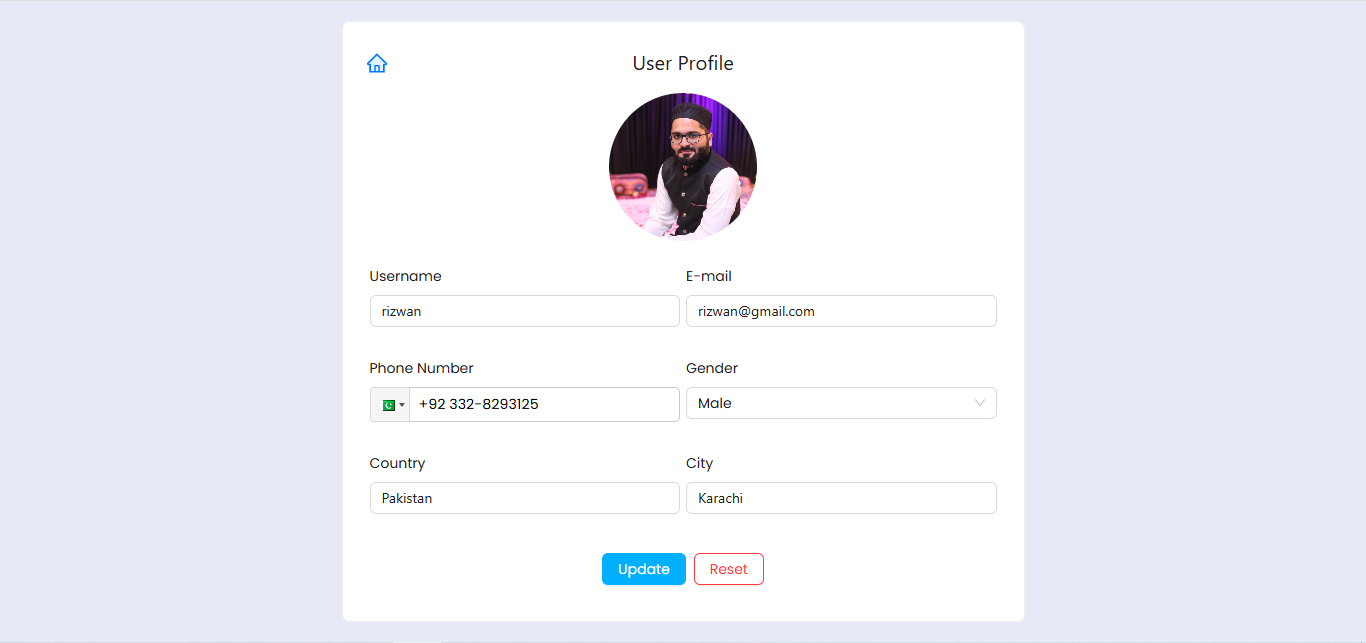 User Profile
Username E-mail
rizwan rizwan@gmail.com
Phone Number Gender
+92 332-8293125 Male
Country City
Pakistan Karachi
Update Reset